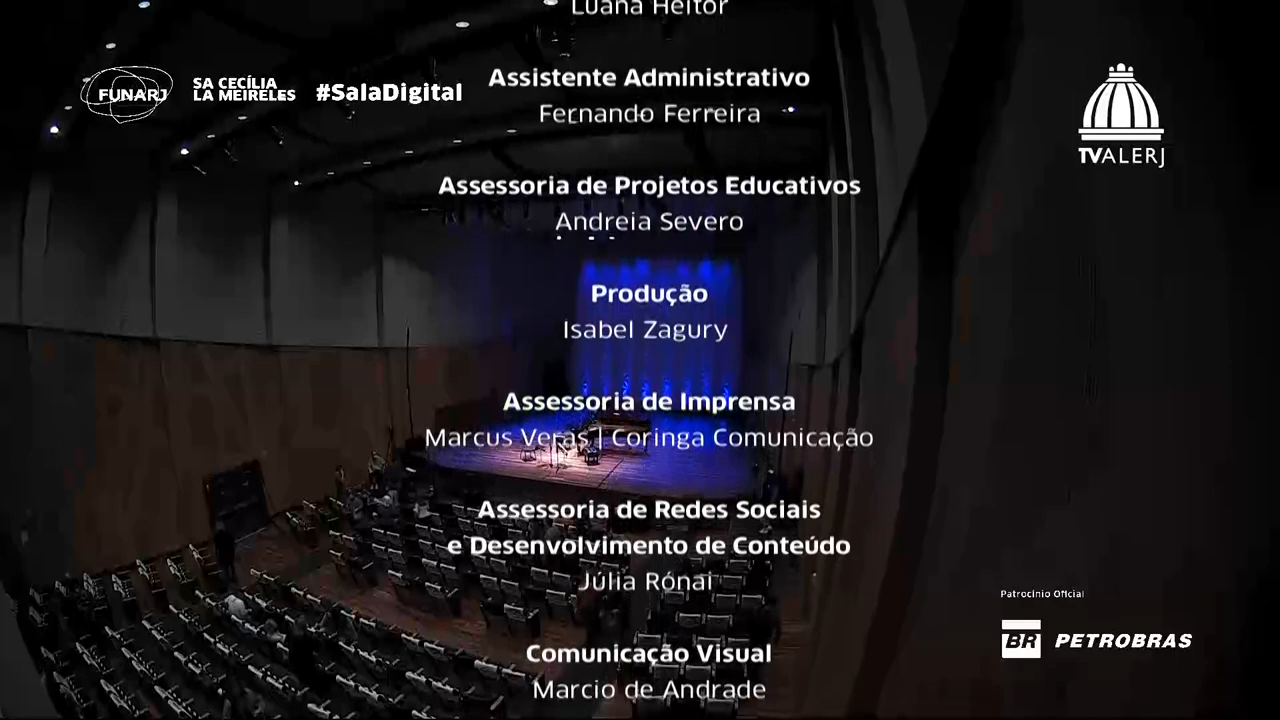 Luana Heitor
Assistente Administrativo
Fernando Ferreira
FUNARJ
SA CECÍLIA
LA MEIRELES
#SalaDigital
TVALERJ
Assessoria de Projetos Educativos
Andreia Severo
Produção
Isabel Zagury
Assessoria de Imprensa
Marcus Veras | Coringa Comunicação
Assessoria de Redes Sociais
e Desenvolvimento de Conteúdo
Júlia Rónai
Patrocínio Oficial
BR PETROBRAS
Comunicação Visual
Marcio de Andrade